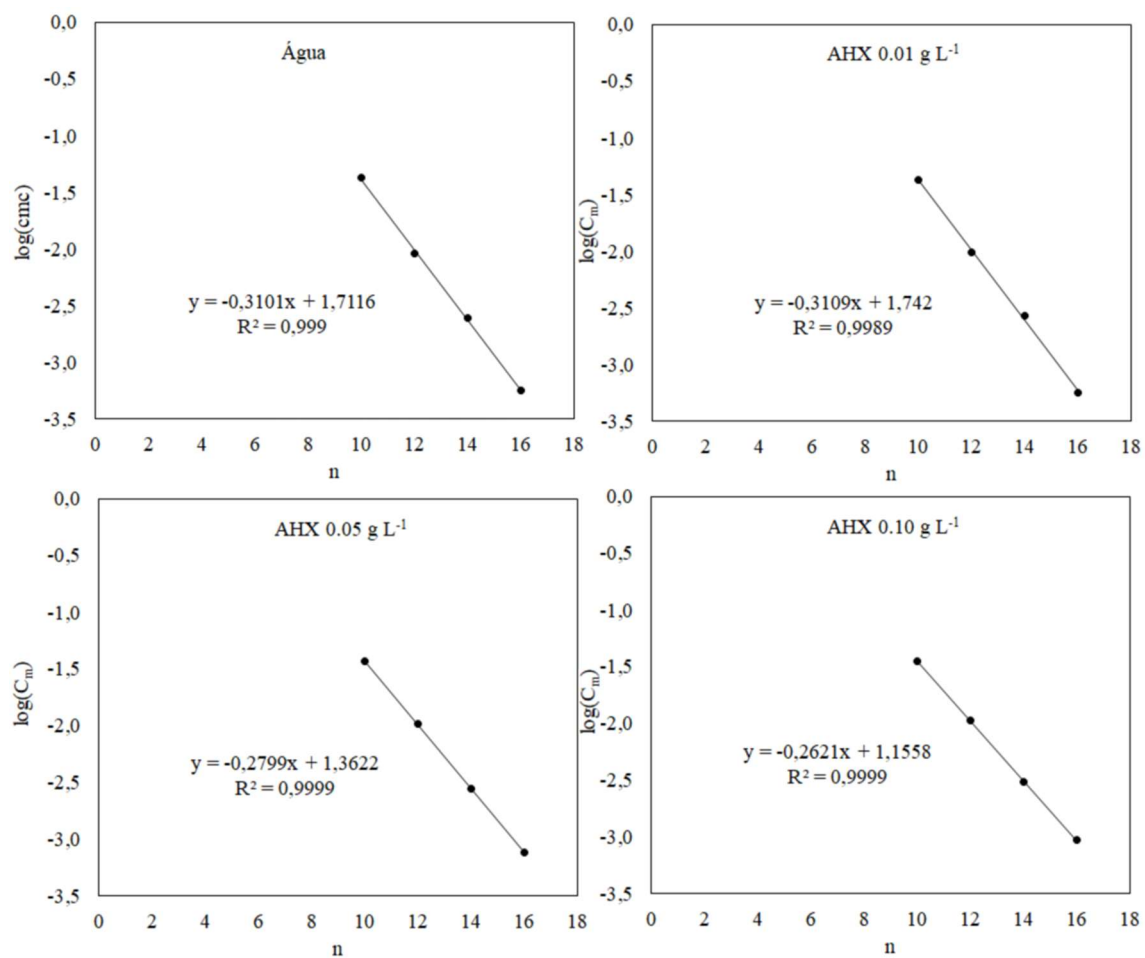 Água
0,0
-0,5
-1,0
-1,5
-2,0
-2,5
-3,0
-3,5
log(cmc)
y = -0,3101x + 1,7116
R² = 0,999
0 2 4 6 8 10 12 14 16 18
n
AHX 0.01 g L⁻¹
0,0
-0,5
-1,0
-1,5
-2,0
-2,5
-3,0
-3,5
log(Cₘ)
y = -0,3109x + 1,742
R² = 0,9989
0 2 4 6 8 10 12 14 16 18
n
AHX 0.05 g L⁻¹
0,0
-0,5
-1,0
-1,5
-2,0
-2,5
-3,0
-3,5
log(Cₘ)
y = -0,2799x + 1,3622
R² = 0,9999
0 2 4 6 8 10 12 14 16 18
n
AHX 0.10 g L⁻¹
0,0
-0,5
-1,0
-1,5
-2,0
-2,5
-3,0
-3,5
log(Cₘ)
y = -0,2621x + 1,1558
R² = 0,9999
0 2 4 6 8 10 12 14 16 18
n